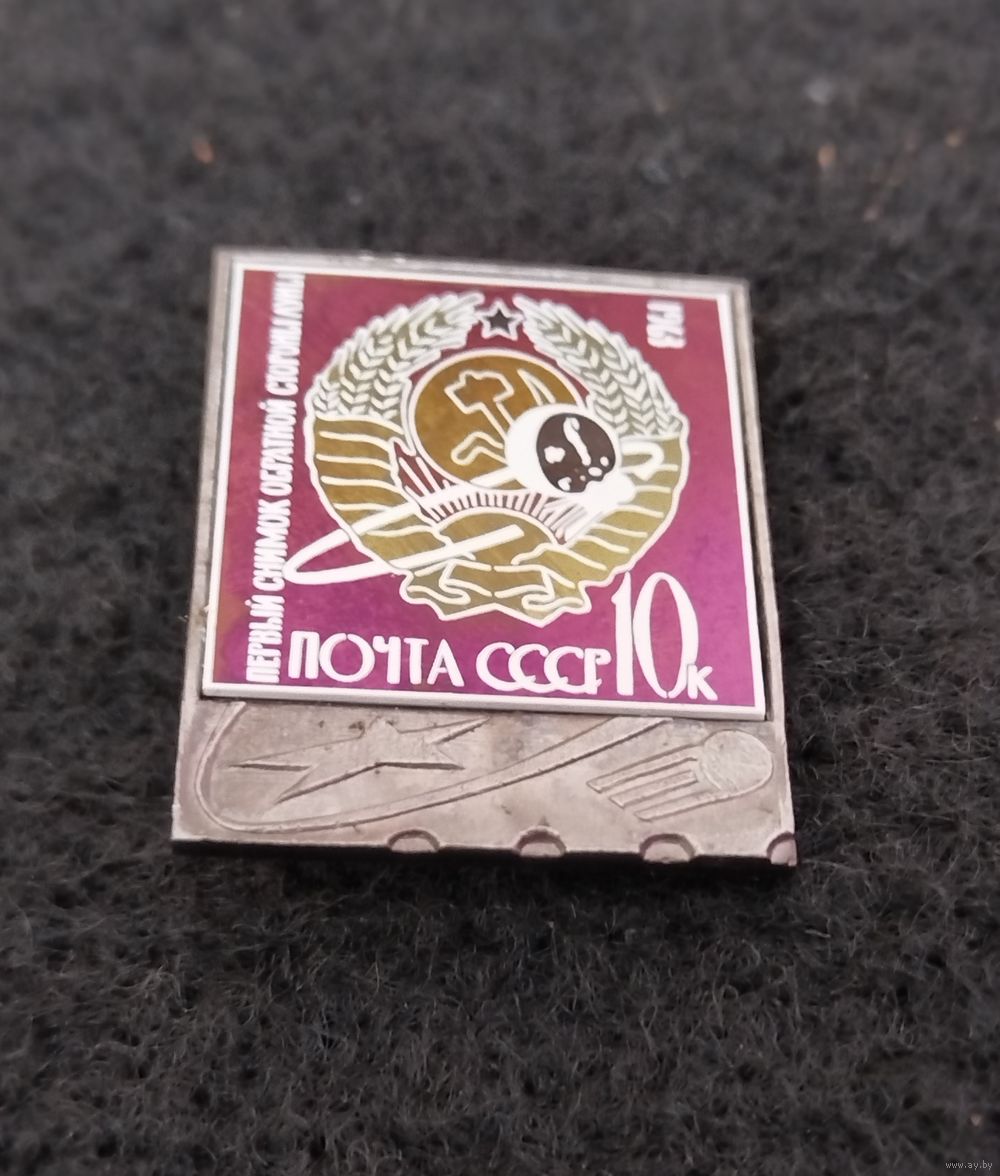 ПЕРВЫЙ СНИМОК ОБРАТНОЙ СТОРОНЫ ЛУНЫ
1963
ПОЧТА СССР 10к
www.ay.by